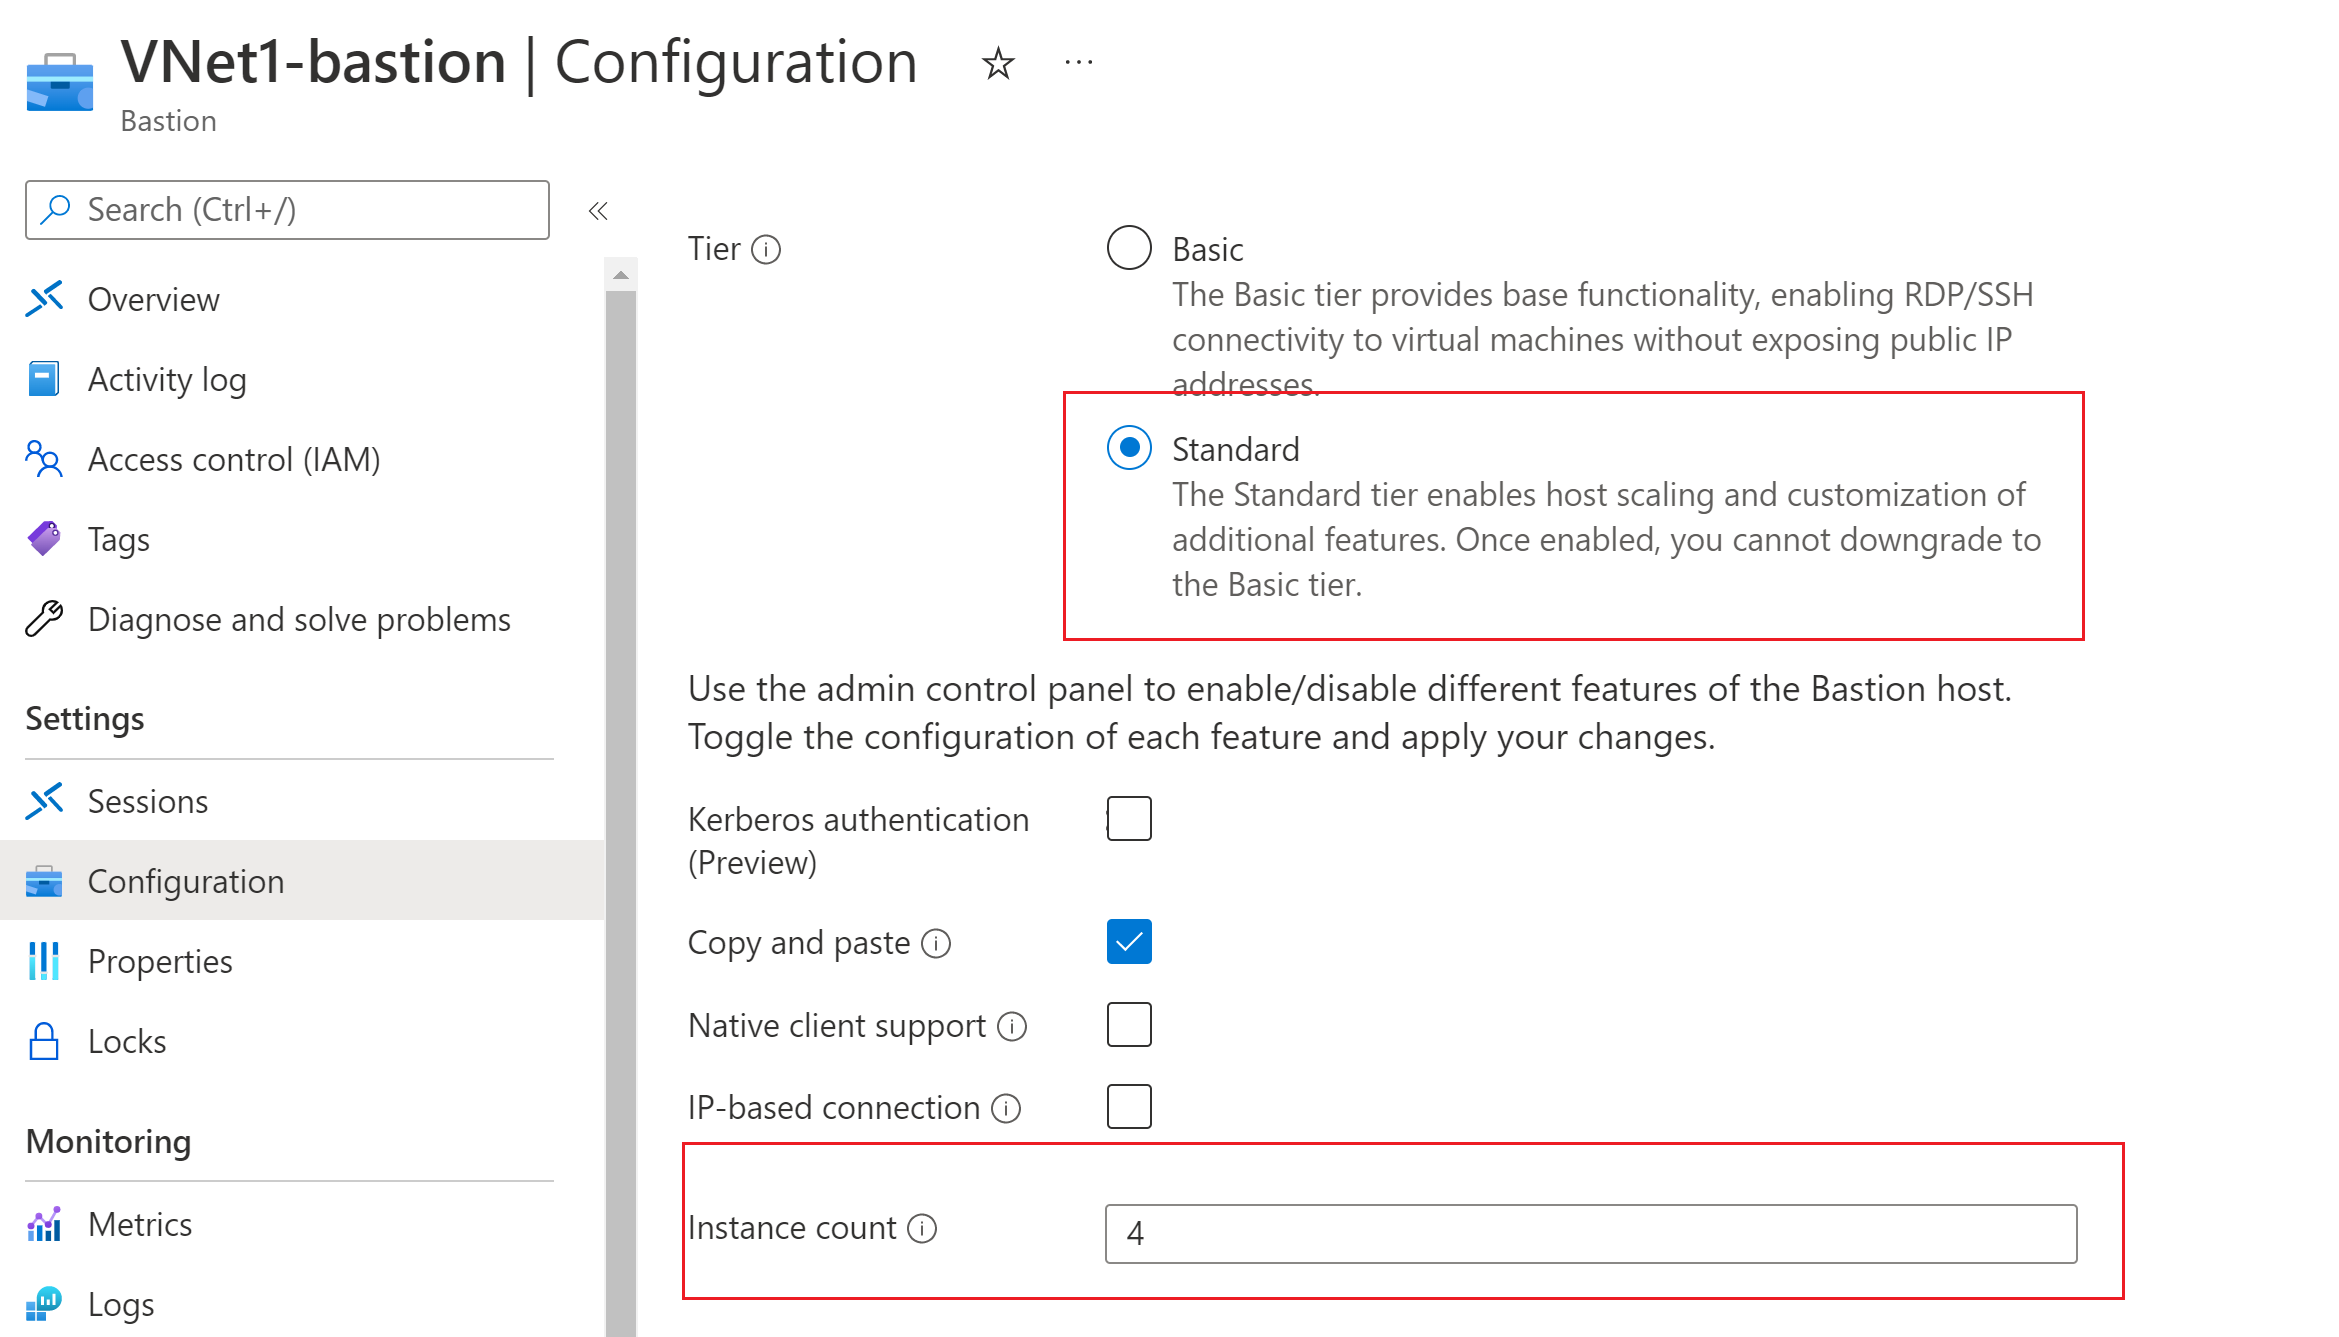 VNet1-bastion | Configuration
Bastion
Search (Ctrl+/)
Overview
Activity log
Access control (IAM)
Tags
Diagnose and solve problems
Settings
Sessions
Configuration
Properties
Locks
Monitoring
Metrics
Logs
Tier
Basic
The Basic tier provides base functionality, enabling RDP/SSH
connectivity to virtual machines without exposing public IP
addresses.
Standard
The Standard tier enables host scaling and customization of
additional features. Once enabled, you cannot downgrade to
the Basic tier.
Use the admin control panel to enable/disable different features of the Bastion host.
Toggle the configuration of each feature and apply your changes.
Kerberos authentication
(Preview)
Copy and paste
Native client support
IP-based connection
Instance count
4